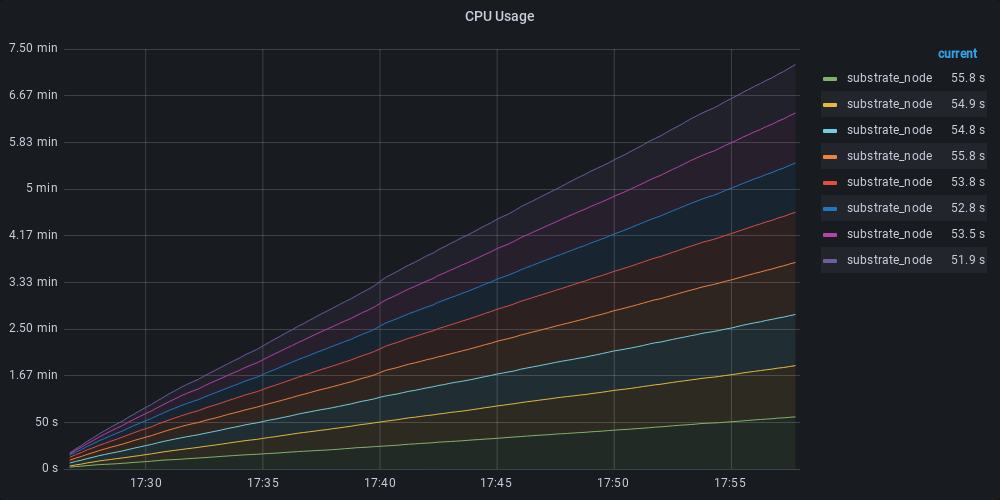 CPU Usage
7.50 min
6.67 min
5.83 min
5 min
4.17 min
3.33 min
2.50 min
1.67 min
50 s
0 s
17:30 17:35 17:40 17:45 17:50 17:55
current
substrate_node 55.8 s
substrate_node 54.9 s
substrate_node 54.8 s
substrate_node 55.8 s
substrate_node 53.8 s
substrate_node 52.8 s
substrate_node 53.5 s
substrate_node 51.9 s